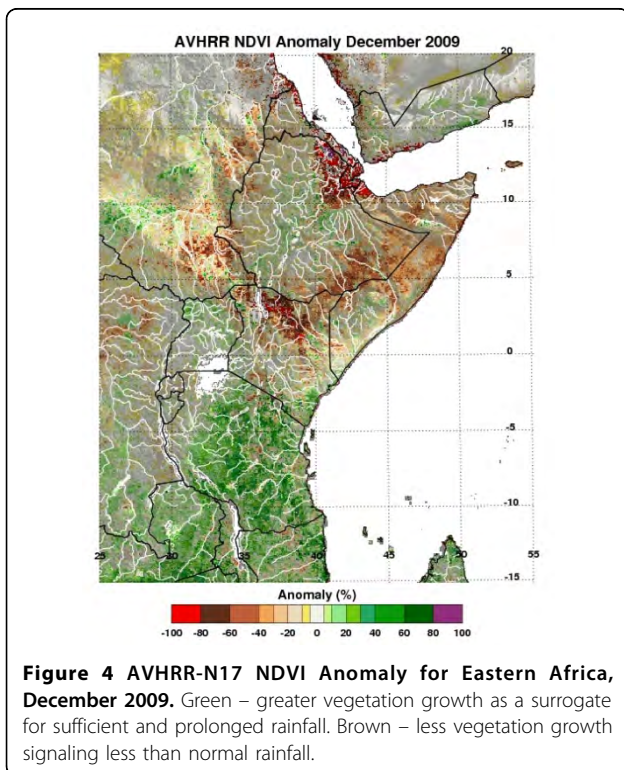 AVHRR NDVI Anomaly December 2009
20
15
10
5
0
-5
-10
-15
25 30 35 40 45 50 55
Anomaly (%)
-100 -80 -60 -40 -20 -10 0 20 40 60 80 100
Figure 4 AVHRR-N17 NDVI Anomaly for Eastern Africa,
December 2009. Green – greater vegetation growth as a surrogate
for sufficient and prolonged rainfall. Brown – less vegetation growth
signaling less than normal rainfall.